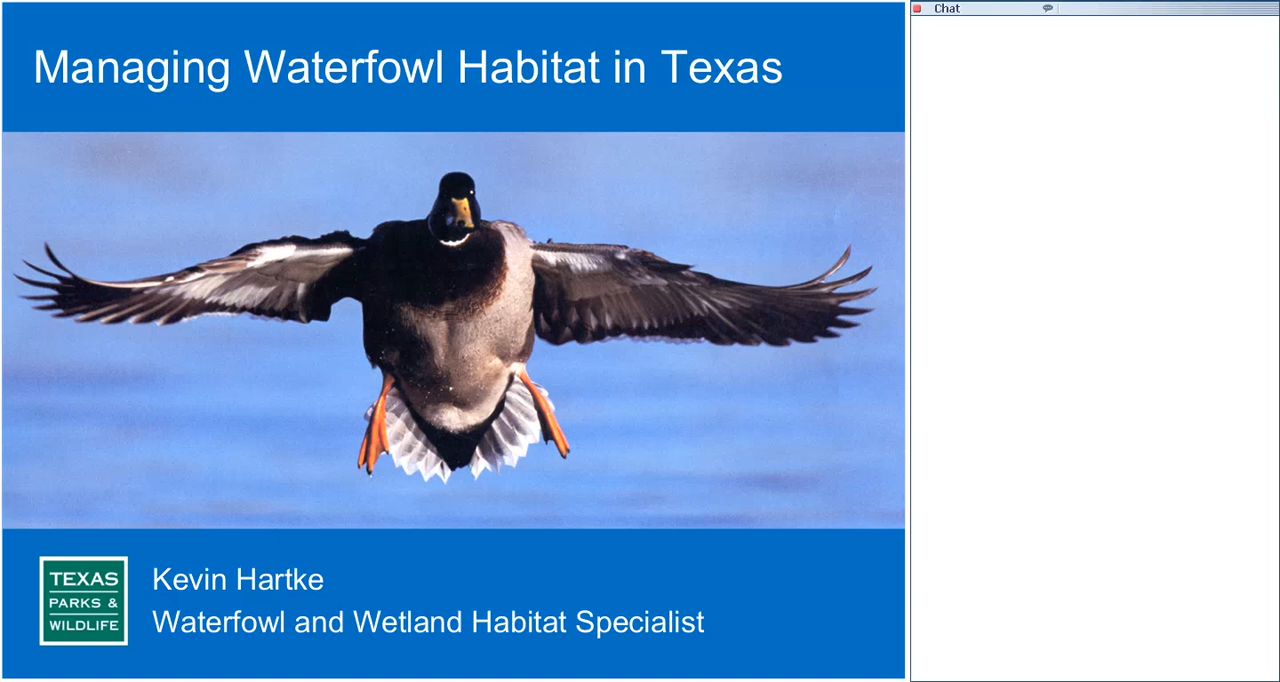 Managing Waterfowl Habitat in Texas
Chat
TEXAS
PARKS &
WILDLIFE
Kevin Hartke
Waterfowl and Wetland Habitat Specialist